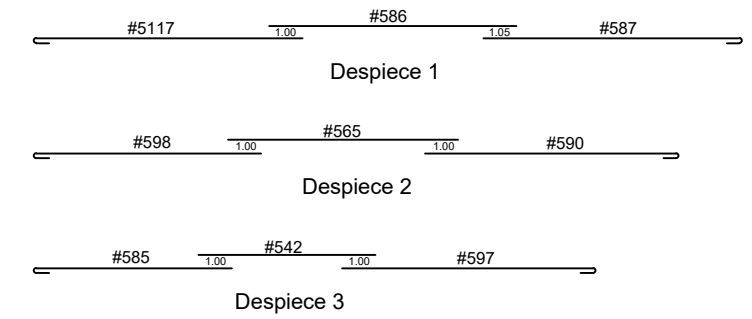 #586
#5117 1.00 1.05 #587
Despiece 1
#565
#598 1.00 1.00 #590
Despiece 2
#542
#585 1.00 1.00 #597
Despiece 3